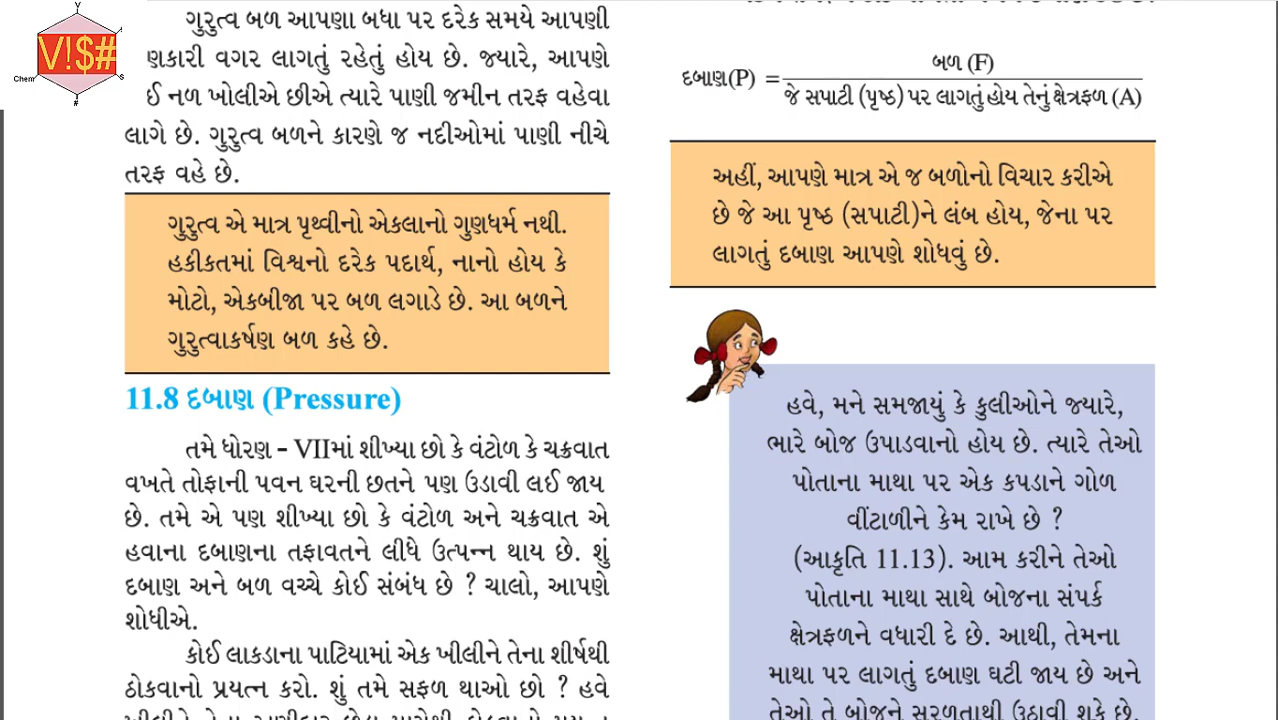 Y
V!$#
Chem
S
#
ગુરુત્વ બળ આપણા બધા પર દરેક સમયે આપણી
ણકારી વગર લાગતું રહેતું હોય છે. જ્યારે, આપણે
ઈ નળ ખોલીએ છીએ ત્યારે પાણી જમીન તરફ વહેવા
લાગે છે. ગુરુત્વ બળને કારણે જ નદીઓમાં પાણી નીચે
તરફ વહે છે.
ગુરુત્વ એ માત્ર પૃથ્વીનો એકલાનો ગુણધર્મ નથી.
હકીકતમાં વિશ્વનો દરેક પદાર્થ, નાનો હોય કે
મોટો, એકબીજા પર બળ લગાડે છે. આ બળને
ગુરુત્વાકર્ષણ બળ કહે છે.
11.8 દબાણ (Pressure)
તમે ધોરણ – VIIમાં શીખ્યા છો કે વંટોળ કે ચક્રવાત
વખતે તોફાની પવન ઘરની છતને પણ ઉડાવી લઈ જાય
છે. તમે એ પણ શીખ્યા છો કે વંટોળ અને ચક્રવાત એ
હવાના દબાણના તફાવતને લીધે ઉત્પન્ન થાય છે. શું
દબાણ અને બળ વચ્ચે કોઈ સંબંધ છે ? ચાલો, આપણે
શોધીએ.
કોઈ લાકડાના પાટિયામાં એક ખીલીને તેના શીર્ષથી
ઠોકવાનો પ્રયત્ન કરો. શું તમે સફળ થાઓ છો ? હવે
બળ (F)
દબાણ(P) =
જે સપાટી (પૃષ્ઠ) પર લાગતું હોય તેનું ક્ષેત્રફળ (A)
અહીં, આપણે માત્ર એ જ બળોનો વિચાર કરીએ
છે જે આ પૃષ્ઠ (સપાટી)ને લંબ હોય, જેના પર
લાગતું દબાણ આપણે શોધવું છે.
હવે, મને સમજાયું કે કુલીઓને જ્યારે,
ભારે બોજ ઉપાડવાનો હોય છે. ત્યારે તેઓ
પોતાના માથા પર એક કપડાને ગોળ
વીંટાળીને કેમ રાખે છે ?
(આકૃતિ 11.13). આમ કરીને તેઓ
પોતાના માથા સાથે બોજના સંપર્ક
ક્ષેત્રફળને વધારી દે છે. આથી, તેમના
માથા પર લાગતું દબાણ ઘટી જાય છે અને
તેઓ તે બોજને સરળતાથી ઉઠાવી શકે છે.